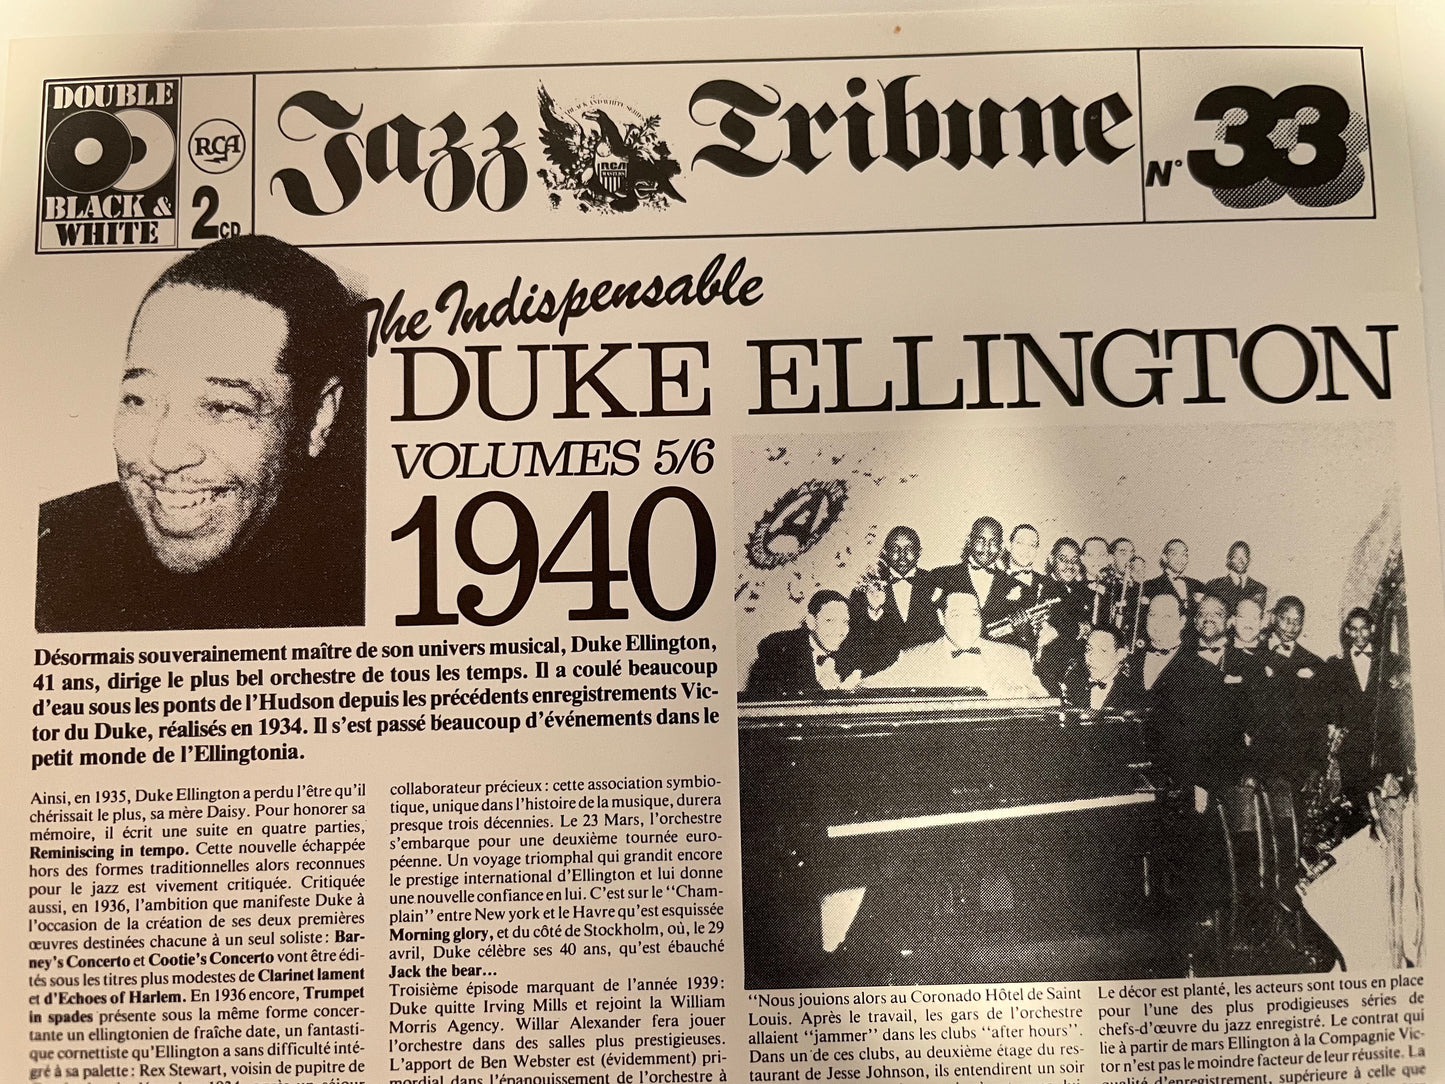 DOUBLE
BLACK &
WHITE
RCA
2 CD
Jazz Tribune
BLACK AND WHITE SERIES
RCA
MASTERS
N° 33
The Indispensable
DUKE ELLINGTON
VOLUMES 5/6
1940
Désormais souverainement maître de son univers musical, Duke Ellington,
41 ans, dirige le plus bel orchestre de tous les temps. Il a coulé beaucoup
d'eau sous les ponts de l'Hudson depuis les précédents enregistrements Vic-
tor du Duke, réalisés en 1934. Il s'est passé beaucoup d'événements dans le
petit monde de l'Ellingtonia.
Ainsi, en 1935, Duke Ellington a perdu l'être qu'il
chérissait le plus, sa mère Daisy. Pour honorer sa
mémoire, il écrit une suite en quatre parties,
Reminiscing in tempo. Cette nouvelle échappée
hors des formes traditionnelles alors reconnues
pour le jazz est vivement critiquée. Critiquée
aussi, en 1936, l'ambition que manifeste Duke à
l'occasion de la création de ses deux premières
œuvres destinées chacune à un seul soliste : Bar-
ney's Concerto et Cootie's Concerto vont être édi-
tés sous les titres plus modestes de Clarinet lament
et d'Echoes of Harlem. En 1936 encore, Trumpet
in spades présente sous la même forme concer-
tante un ellingtonien de fraîche date, un fantasti-
que cornettiste qu'Ellington a sans difficulté inté-
gré à sa palette : Rex Stewart, voisin de pupitre de
collaborateur précieux : cette association symbio-
tique, unique dans l'histoire de la musique, durera
presque trois décennies. Le 23 Mars, l'orchestre
s'embarque pour une deuxième tournée euro-
péenne. Un voyage triomphal qui grandit encore
le prestige international d'Ellington et lui donne
une nouvelle confiance en lui. C'est sur le "Cham-
plain" entre New york et le Havre qu'est esquissée
Morning glory, et du côté de Stockholm, où, le 29
avril, Duke célèbre ses 40 ans, qu'est ébauché
Jack the bear...
Troisième épisode marquant de l'année 1939 :
Duke quitte Irving Mills et rejoint la William
Morris Agency. Willar Alexander fera jouer
l'orchestre dans des salles plus prestigieuses.
L'apport de Ben Webster est (évidemment) pri-
mordial dans l'épanouissement de l'orchestre à
"Nous jouions alors au Coronado Hôtel de Saint
Louis. Après le travail, les gars de l'orchestre
allaient "jammer" dans les clubs "after hours".
Dans un de ces clubs, au deuxième étage du res-
taurant de Jesse Johnson, ils entendirent un soir
Le décor est planté, les acteurs sont tous en place
pour l'une des plus prodigieuses séries de
chefs-d'œuvre du jazz enregistré. Le contrat qui
lie à partir de mars Ellington à la Compagnie Vic-
tor n'est pas le moindre facteur de leur réussite. La
qualité d'enregistrement, supérieure à celle que